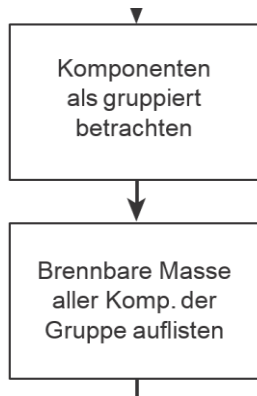 Komponenten
als gruppiert
betrachten
Brennbare Masse
aller Komp. der
Gruppe auflisten